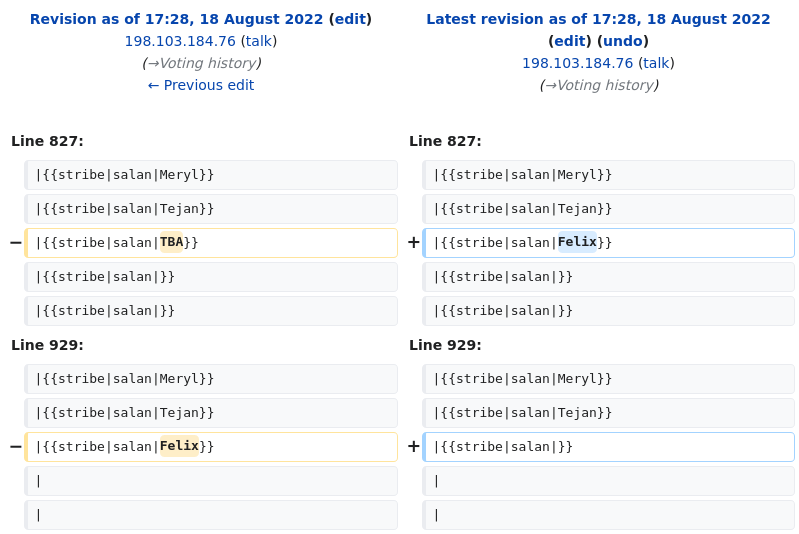 Revision as of 17:28, 18 August 2022 (edit)
198.103.184.76 (talk)
(→Voting history)
← Previous edit
Latest revision as of 17:28, 18 August 2022
(edit) (undo)
198.103.184.76 (talk)
(→Voting history)
Line 827:
Line 827:
|{{stribe|salan|Meryl}}
|{{stribe|salan|Meryl}}
|{{stribe|salan|Tejan}}
|{{stribe|salan|Tejan}}
− |{{stribe|salan|TBA}}
+ |{{stribe|salan|Felix}}
|{{stribe|salan|}}
|{{stribe|salan|}}
|{{stribe|salan|}}
|{{stribe|salan|}}
Line 929:
Line 929:
|{{stribe|salan|Meryl}}
|{{stribe|salan|Meryl}}
|{{stribe|salan|Tejan}}
|{{stribe|salan|Tejan}}
− |{{stribe|salan|Felix}}
+ |{{stribe|salan|}}
|
|
|
|